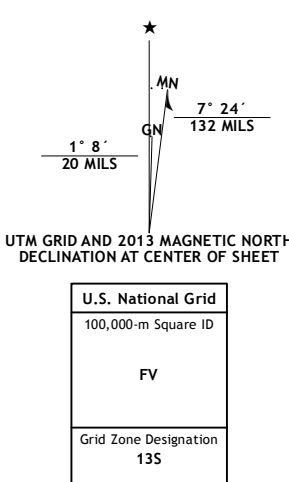 ★
MN
7° 24´
132 MILS
GN
1° 8´
20 MILS
UTM GRID AND 2013 MAGNETIC NORTH
DECLINATION AT CENTER OF SHEET
U.S. National Grid
100,000-m Square ID
FV
Grid Zone Designation
13S